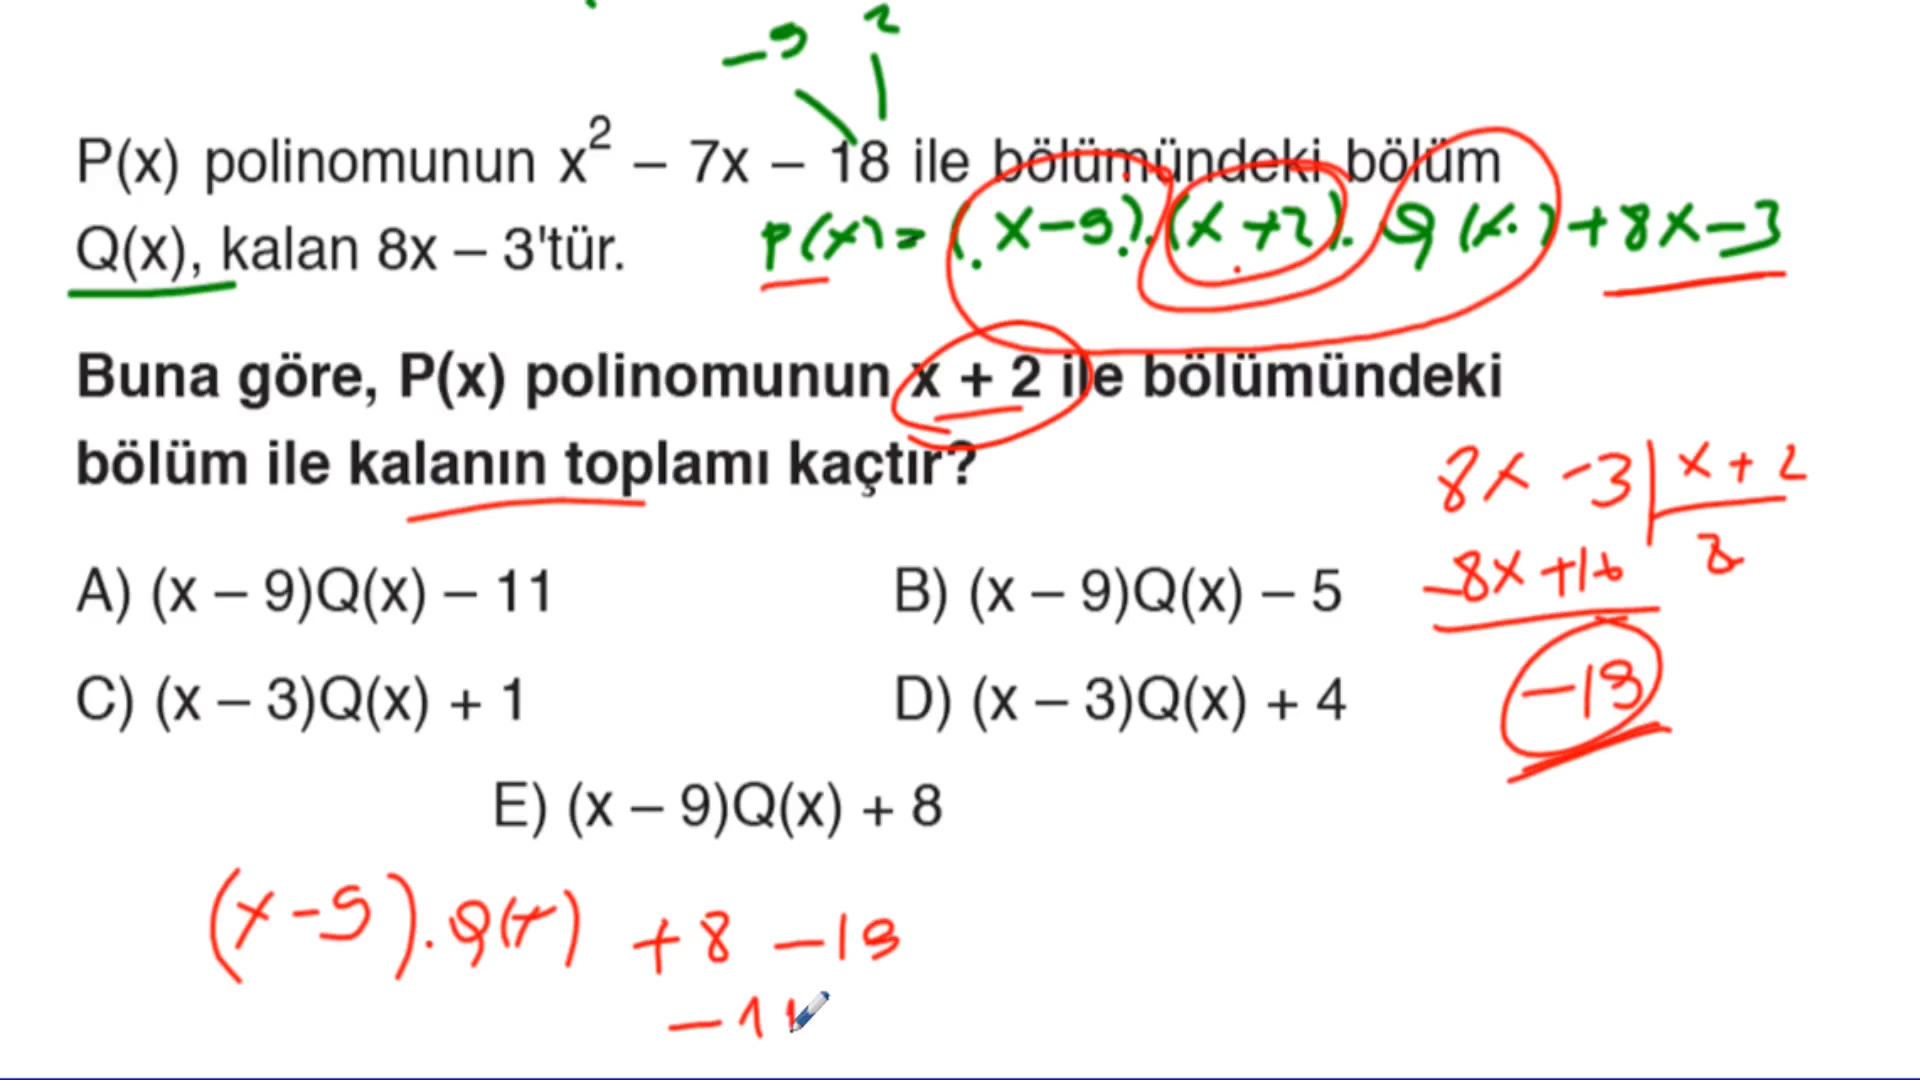 -9 2
P(x) polinomunun x² – 7x – 18 ile bölümündeki bölüm
Q(x), kalan 8x – 3'tür.
P(x) = (x-9).(x+2).Q(x)+8x-3
Buna göre, P(x) polinomunun x + 2 ile bölümündeki
bölüm ile kalanın toplamı kaçtır?
8x -3 | x + 2
-8x +16 8
-19
A) (x – 9)Q(x) – 11
B) (x – 9)Q(x) – 5
C) (x – 3)Q(x) + 1
D) (x – 3)Q(x) + 4
E) (x – 9)Q(x) + 8
(x-9).Q(x) +8 -19
-11